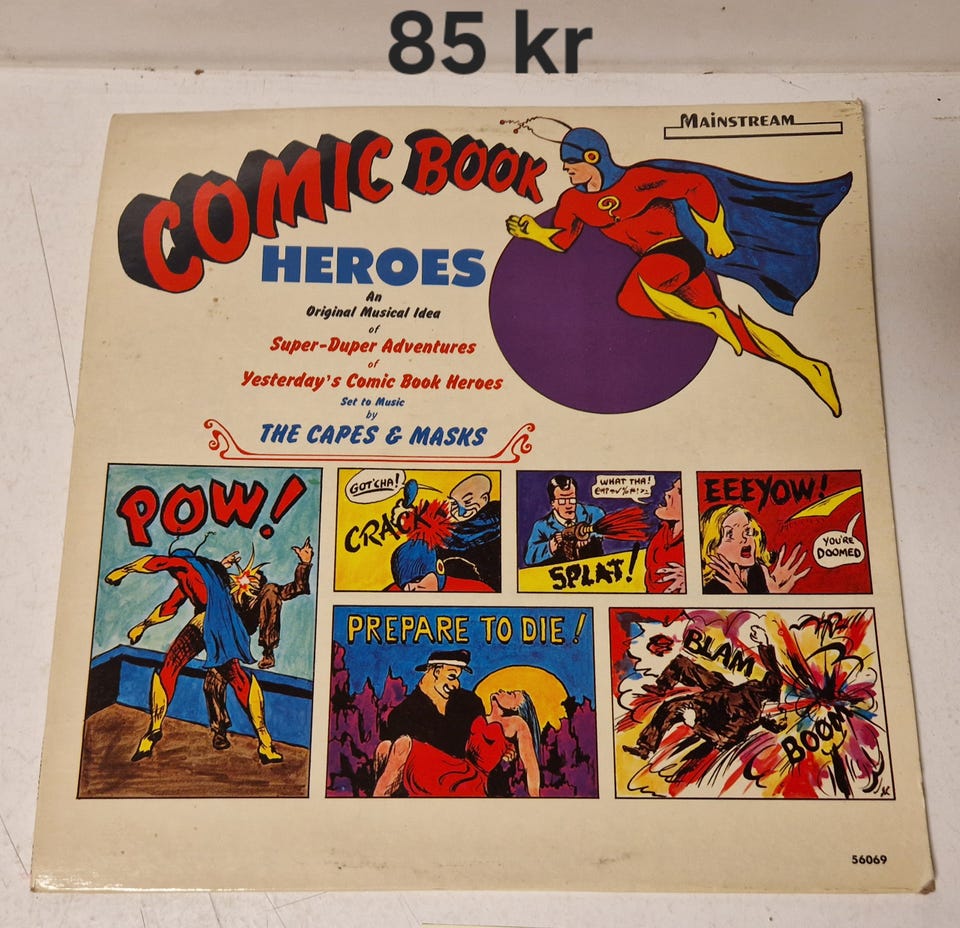 85 kr
MAINSTREAM
COMIC BOOK
HEROES
An
Original Musical Idea
of
Super-Duper Adventures
of
Yesterday's Comic Book Heroes
Set to Music
by
THE CAPES & MASKS
POW!
GOT'CHA!
CRACK
WHAT THA!
SPLAT!
EEEYOW!
YOU'RE
DOOMED
PREPARE TO DIE!
BLAM
BOOM
56069